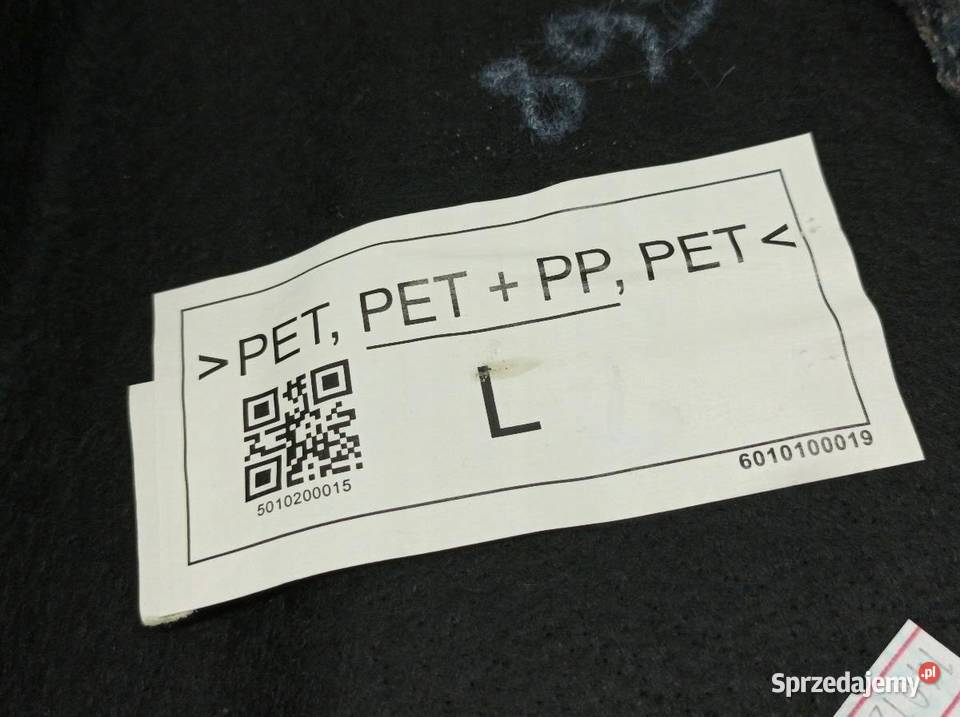 >PET, PET + PP, PET<
L
5010200015
6010100019
Sprzedajemy.pl